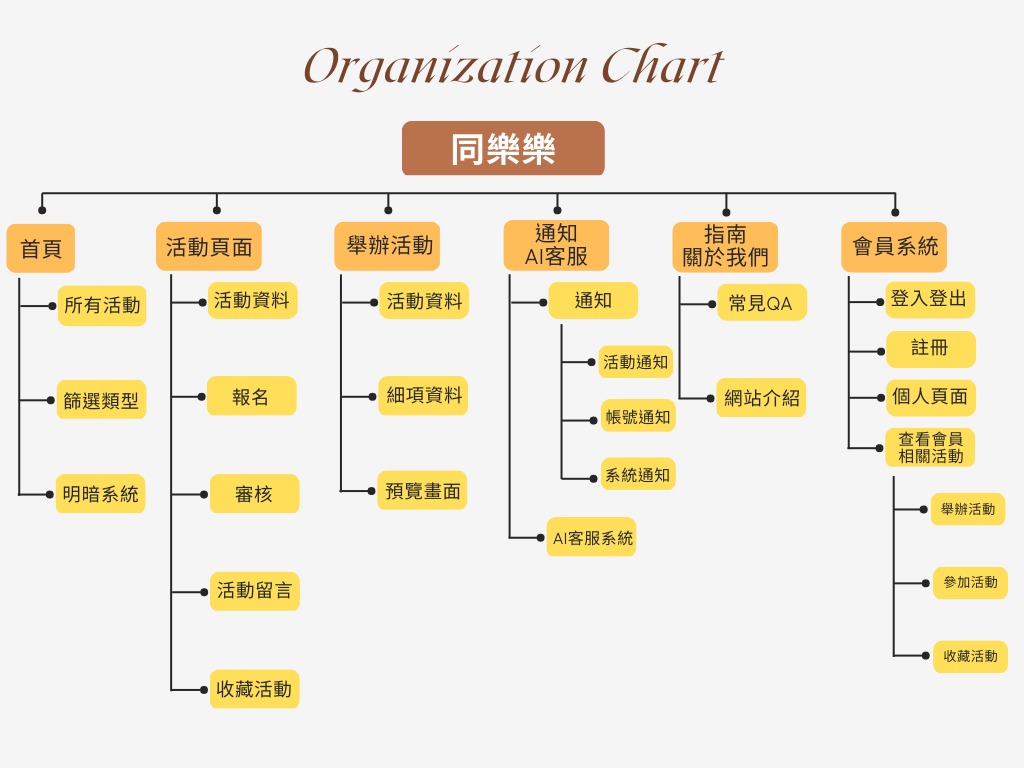 Organization Chart
同樂樂
首頁
所有活動
篩選類型
明暗系統
活動頁面
活動資料
報名
審核
活動留言
收藏活動
舉辦活動
活動資料
細項資料
預覽畫面
通知
AI客服
通知
活動通知
帳號通知
系統通知
AI客服系統
指南
關於我們
常見QA
網站介紹
會員系統
登入登出
註冊
個人頁面
查看會員
相關活動
舉辦活動
參加活動
收藏活動